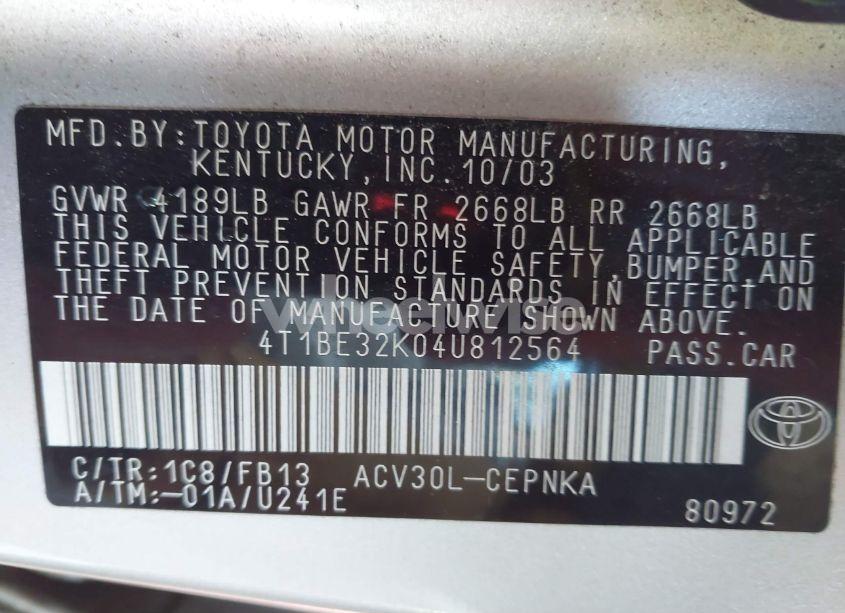 MFD.BY:TOYOTA MOTOR MANUFACTURING,
KENTUCKY,INC.10/03
GVWR 4189LB GAWR FR 2668LB RR 2668LB
THIS VEHICLE CONFORMS TO ALL APPLICABLE
FEDERAL MOTOR VEHICLE SAFETY,BUMPER,AND
THEFT PREVENTION STANDARDS IN EFFECT ON
THE DATE OF MANUFACTURE SHOWN ABOVE.
4T1BE32K04U812564 PASS.CAR
C/TR:1C8/FB13 ACV30L-CEPNKA
A/TM:-01A/U241E
80972